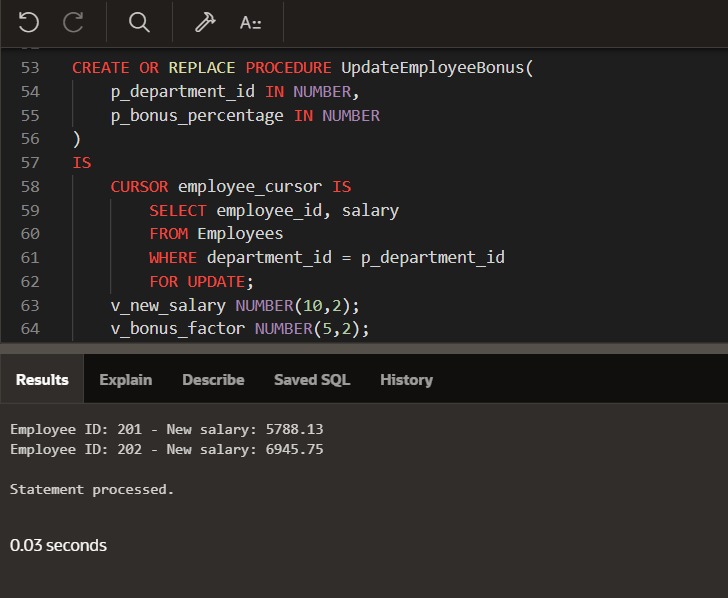 A::
53 CREATE OR REPLACE PROCEDURE UpdateEmployeeBonus(
54 p_department_id IN NUMBER,
55 p_bonus_percentage IN NUMBER
56 )
57 IS
58 CURSOR employee_cursor IS
59 SELECT employee_id, salary
60 FROM Employees
61 WHERE department_id = p_department_id
62 FOR UPDATE;
63 v_new_salary NUMBER(10,2);
64 v_bonus_factor NUMBER(5,2);
Results Explain Describe Saved SQL History
Employee ID: 201 - New salary: 5788.13
Employee ID: 202 - New salary: 6945.75
Statement processed.
0.03 seconds